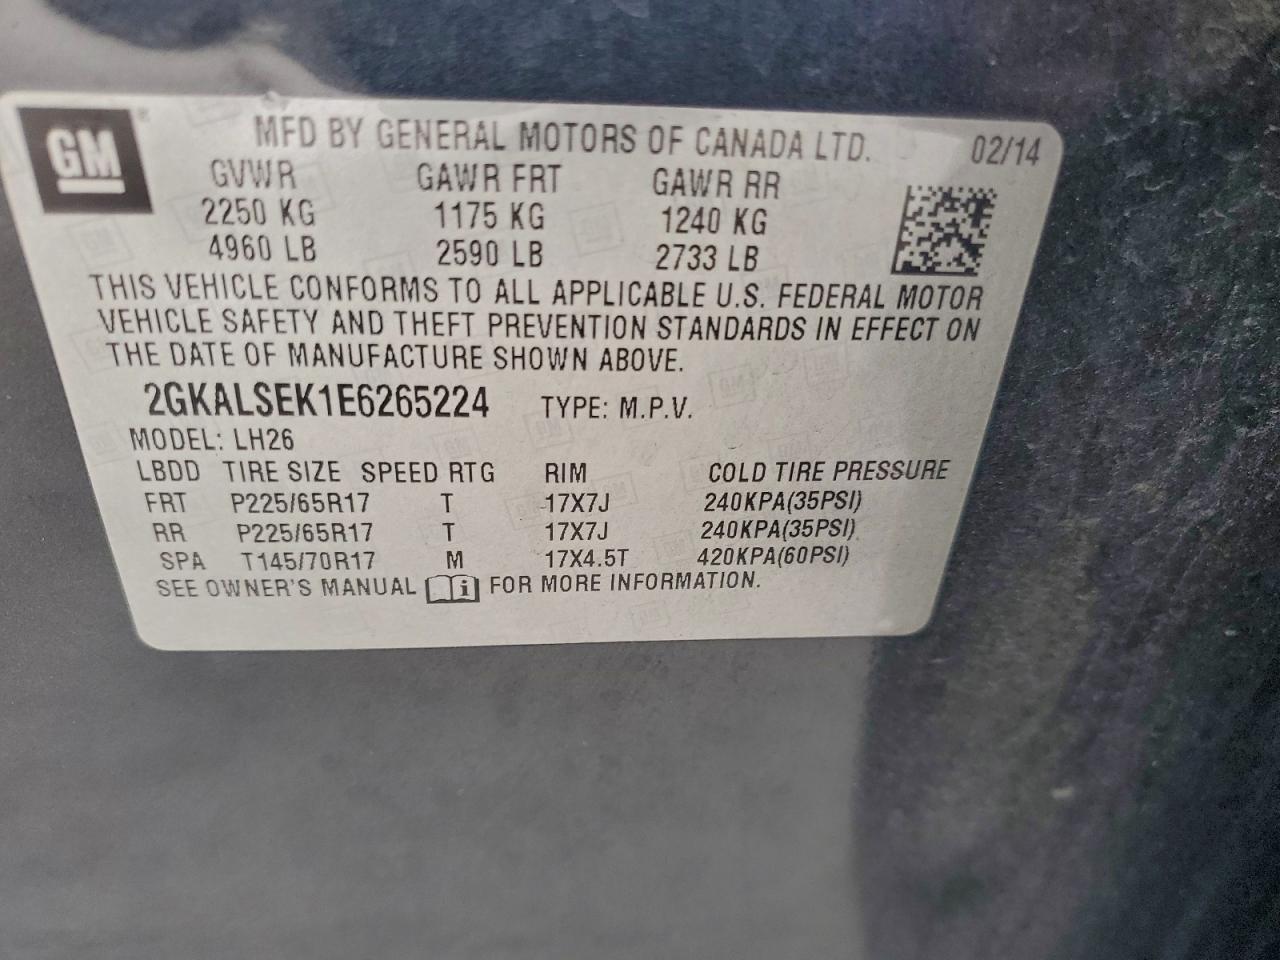 GM
MFD BY GENERAL MOTORS OF CANADA LTD. 02/14
GVWR GAWR FRT GAWR RR
2250 KG 1175 KG 1240 KG
4960 LB 2590 LB 2733 LB
THIS VEHICLE CONFORMS TO ALL APPLICABLE U.S. FEDERAL MOTOR
VEHICLE SAFETY AND THEFT PREVENTION STANDARDS IN EFFECT ON
THE DATE OF MANUFACTURE SHOWN ABOVE.
2GKALSEK1E6265224 TYPE: M.P.V.
MODEL: LH26
LBDD TIRE SIZE SPEED RTG RIM COLD TIRE PRESSURE
FRT P225/65R17 T 17X7J 240KPA(35PSI)
RR P225/65R17 T 17X7J 240KPA(35PSI)
SPA T145/70R17 M 17X4.5T 420KPA(60PSI)
SEE OWNER'S MANUAL i FOR MORE INFORMATION.